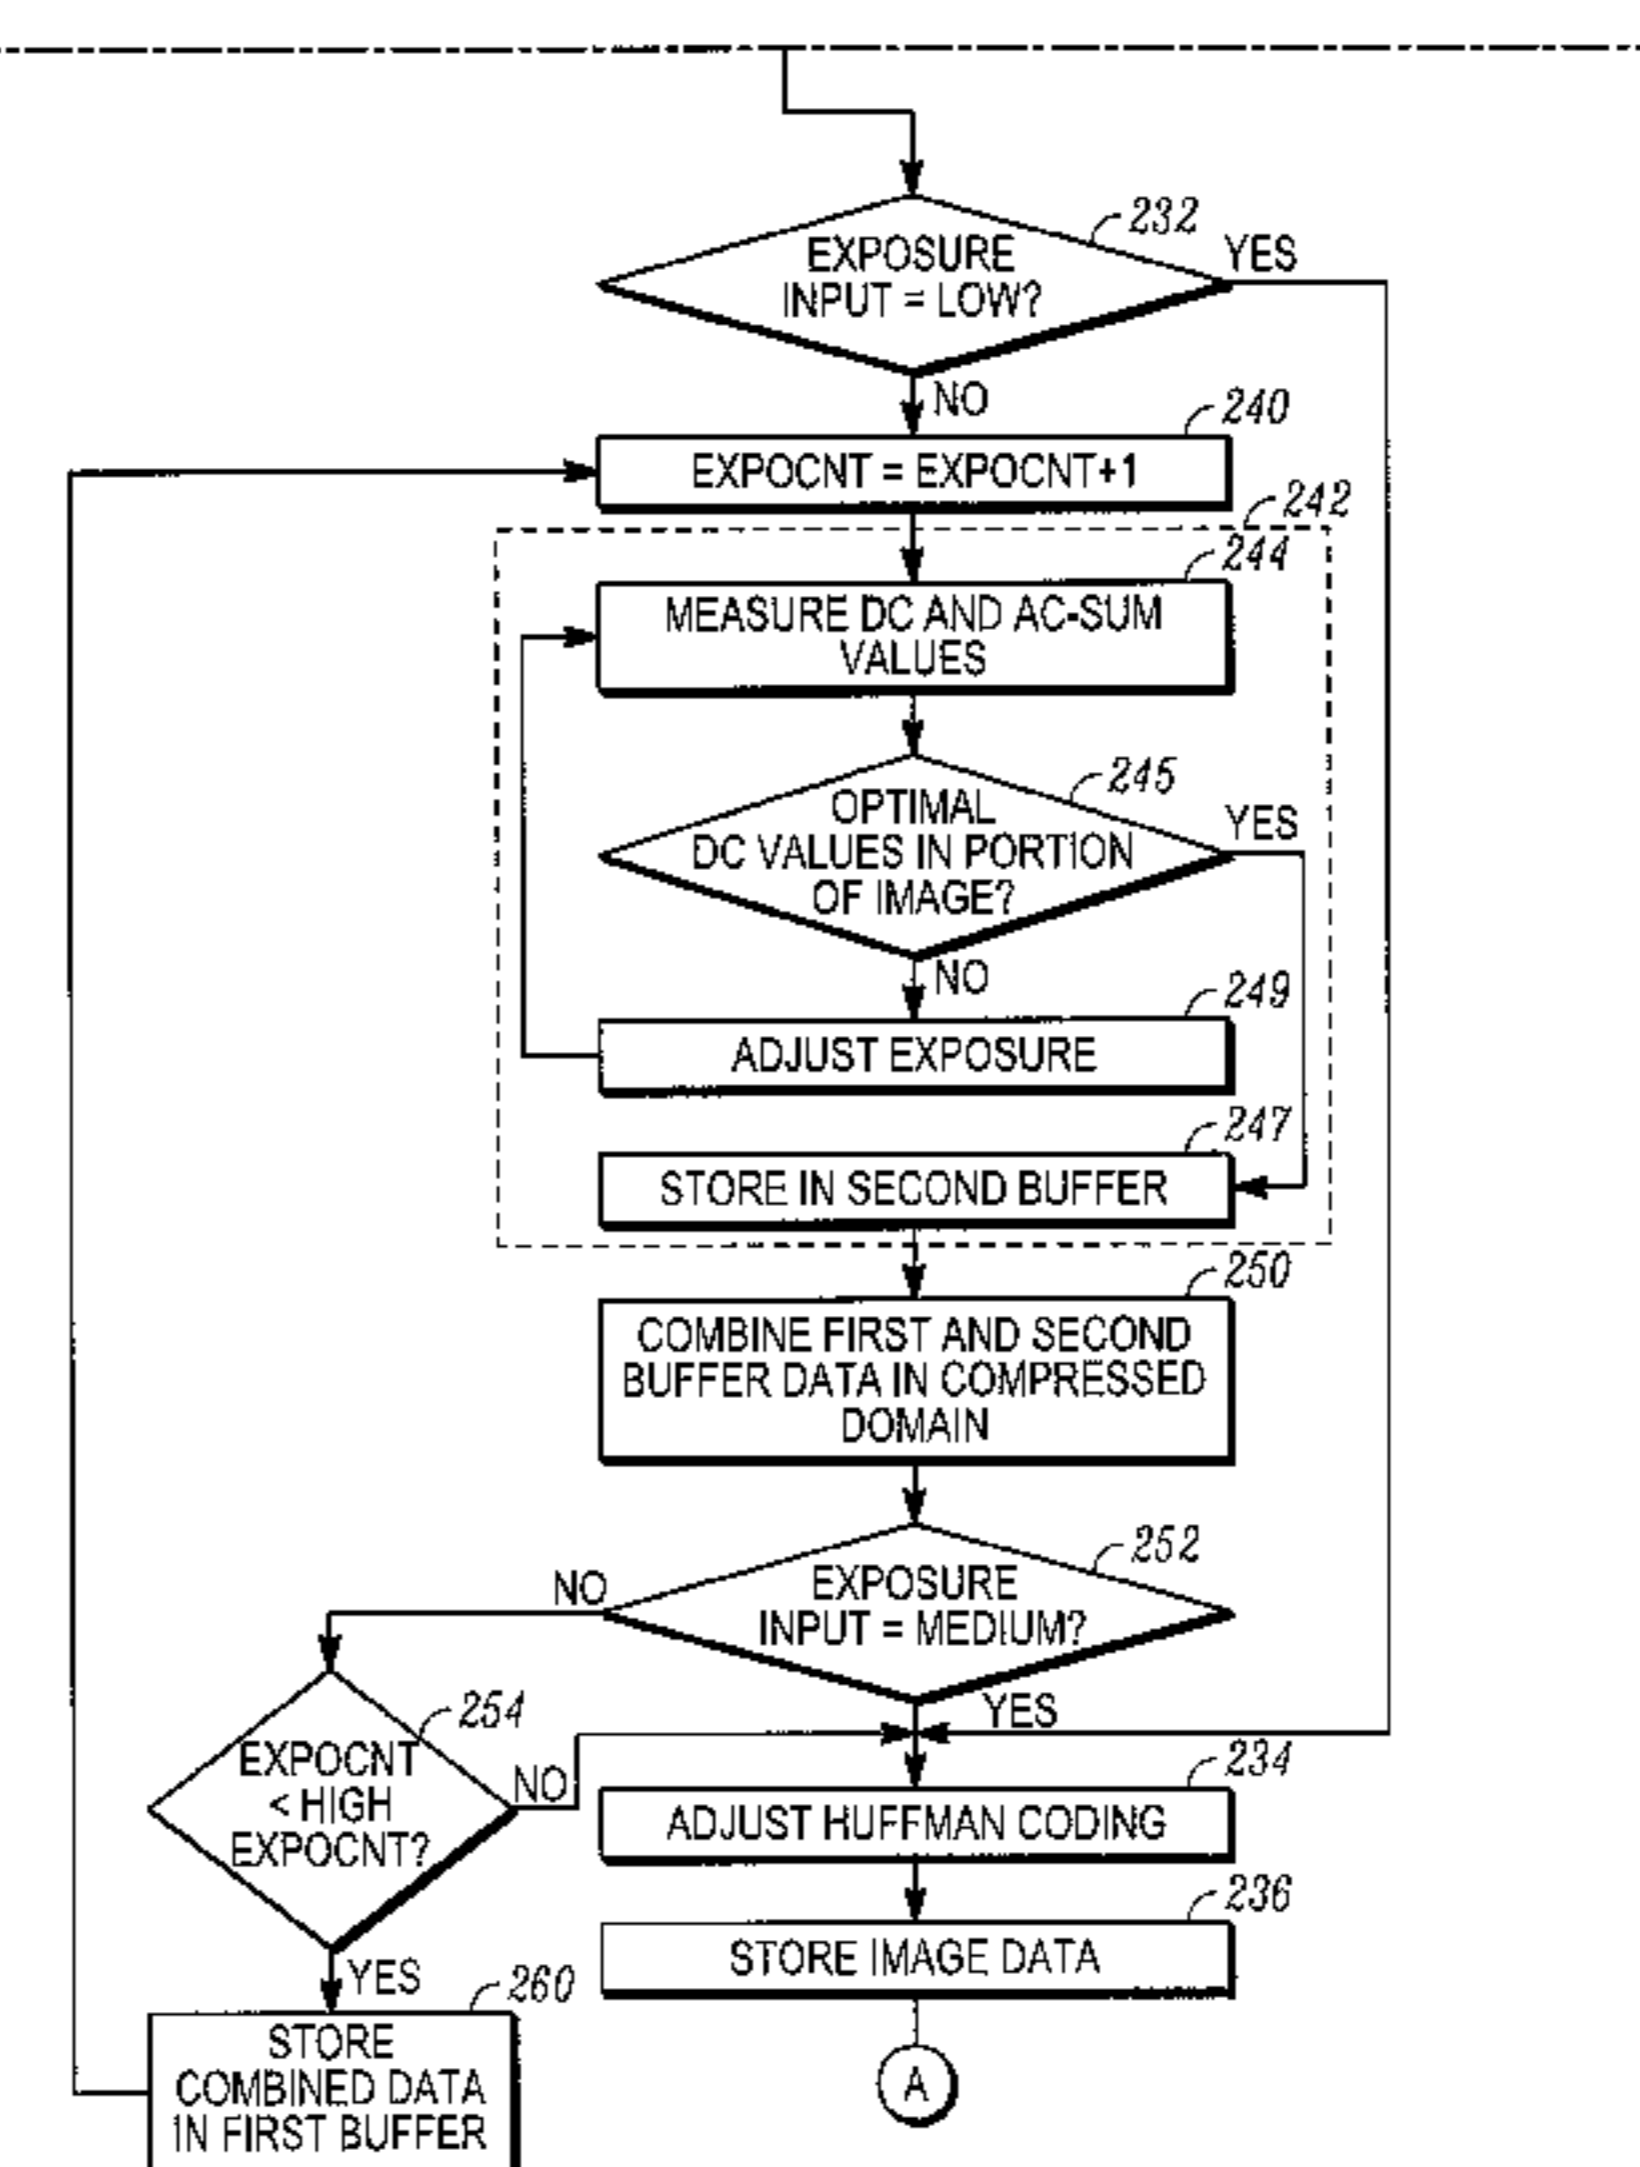 232
EXPOSURE
INPUT = LOW?
YES
NO
240
EXPOCNT = EXPOCNT+1
242
244
MEASURE DC AND AC-SUM
VALUES
245
OPTIMAL
DC VALUES IN PORTION
OF IMAGE?
YES
NO
249
ADJUST EXPOSURE
247
STORE IN SECOND BUFFER
250
COMBINE FIRST AND SECOND
BUFFER DATA IN COMPRESSED
DOMAIN
252
EXPOSURE
INPUT = MEDIUM?
NO
YES
254
EXPOCNT
< HIGH
EXPOCNT?
NO
YES
234
ADJUST HUFFMAN CODING
236
STORE IMAGE DATA
260
STORE
COMBINED DATA
IN FIRST BUFFER
A